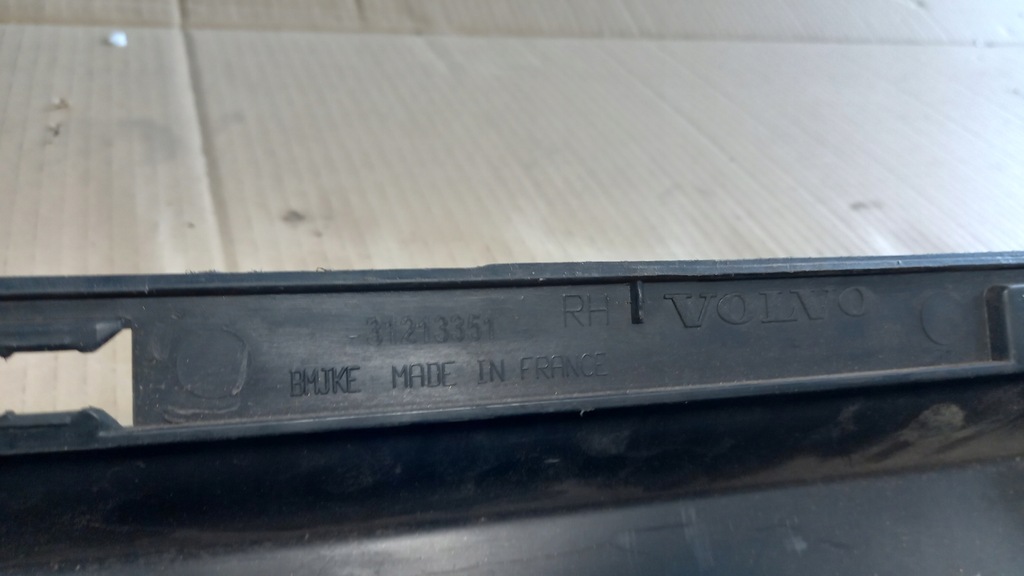 31213351 RH VOLVO
BMJKE MADE IN FRANCE